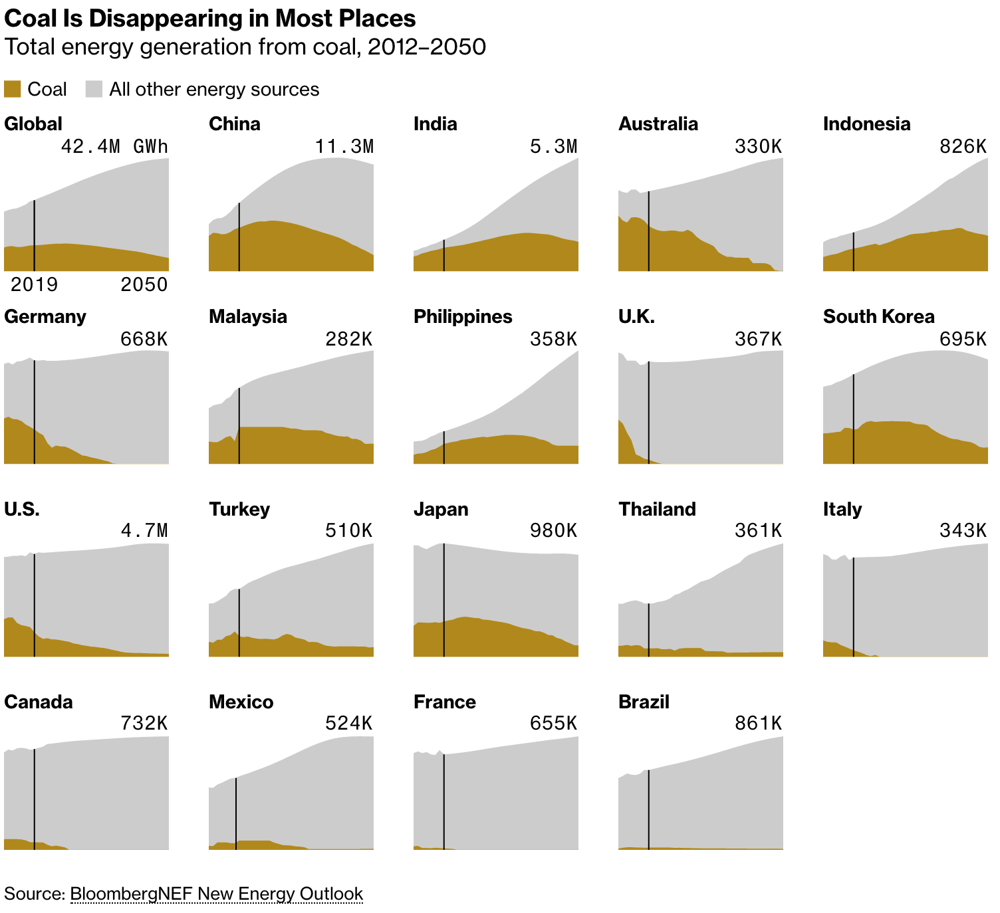 Coal Is Disappearing in Most Places
Total energy generation from coal, 2012–2050
Coal All other energy sources
Global China India Australia Indonesia
42.4M GWh 11.3M 5.3M 330K 826K
2019 2050
Germany Malaysia Philippines U.K. South Korea
668K 282K 358K 367K 695K
U.S. Turkey Japan Thailand Italy
4.7M 510K 980K 361K 343K
Canada Mexico France Brazil
732K 524K 655K 861K
Source: BloombergNEF New Energy Outlook